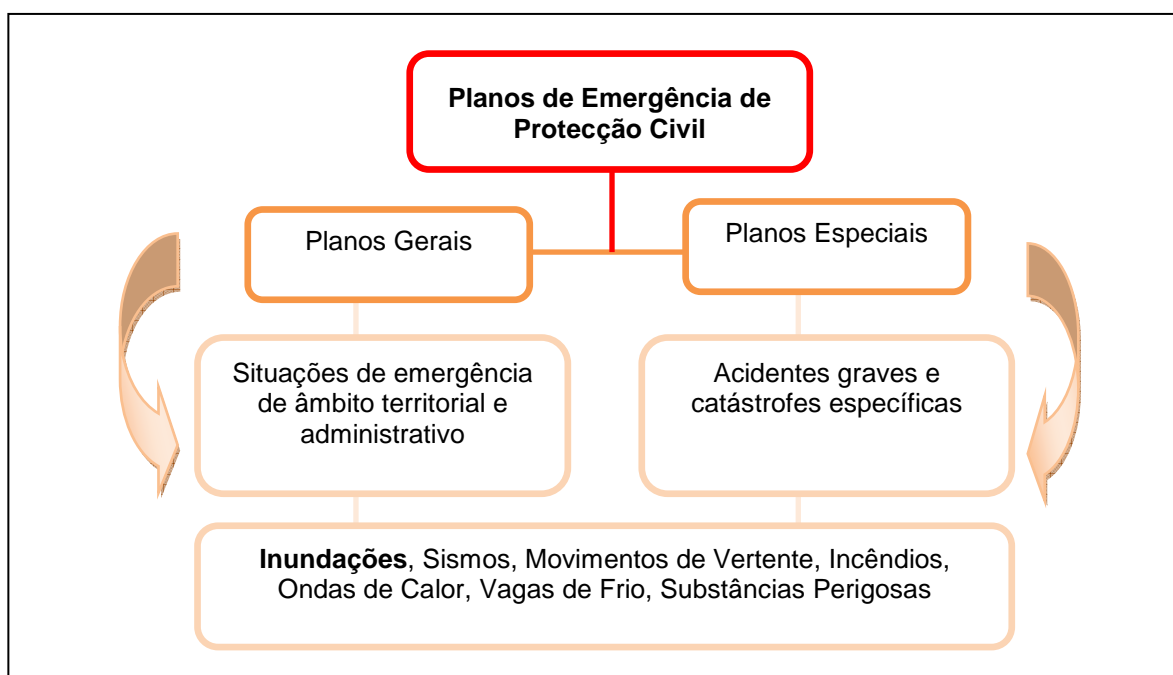 Planos de Emergência de
Protecção Civil
Planos Gerais
Planos Especiais
Situações de emergência
de âmbito territorial e
administrativo
Acidentes graves e
catástrofes específicas
Inundações, Sismos, Movimentos de Vertente, Incêndios,
Ondas de Calor, Vagas de Frio, Substâncias Perigosas